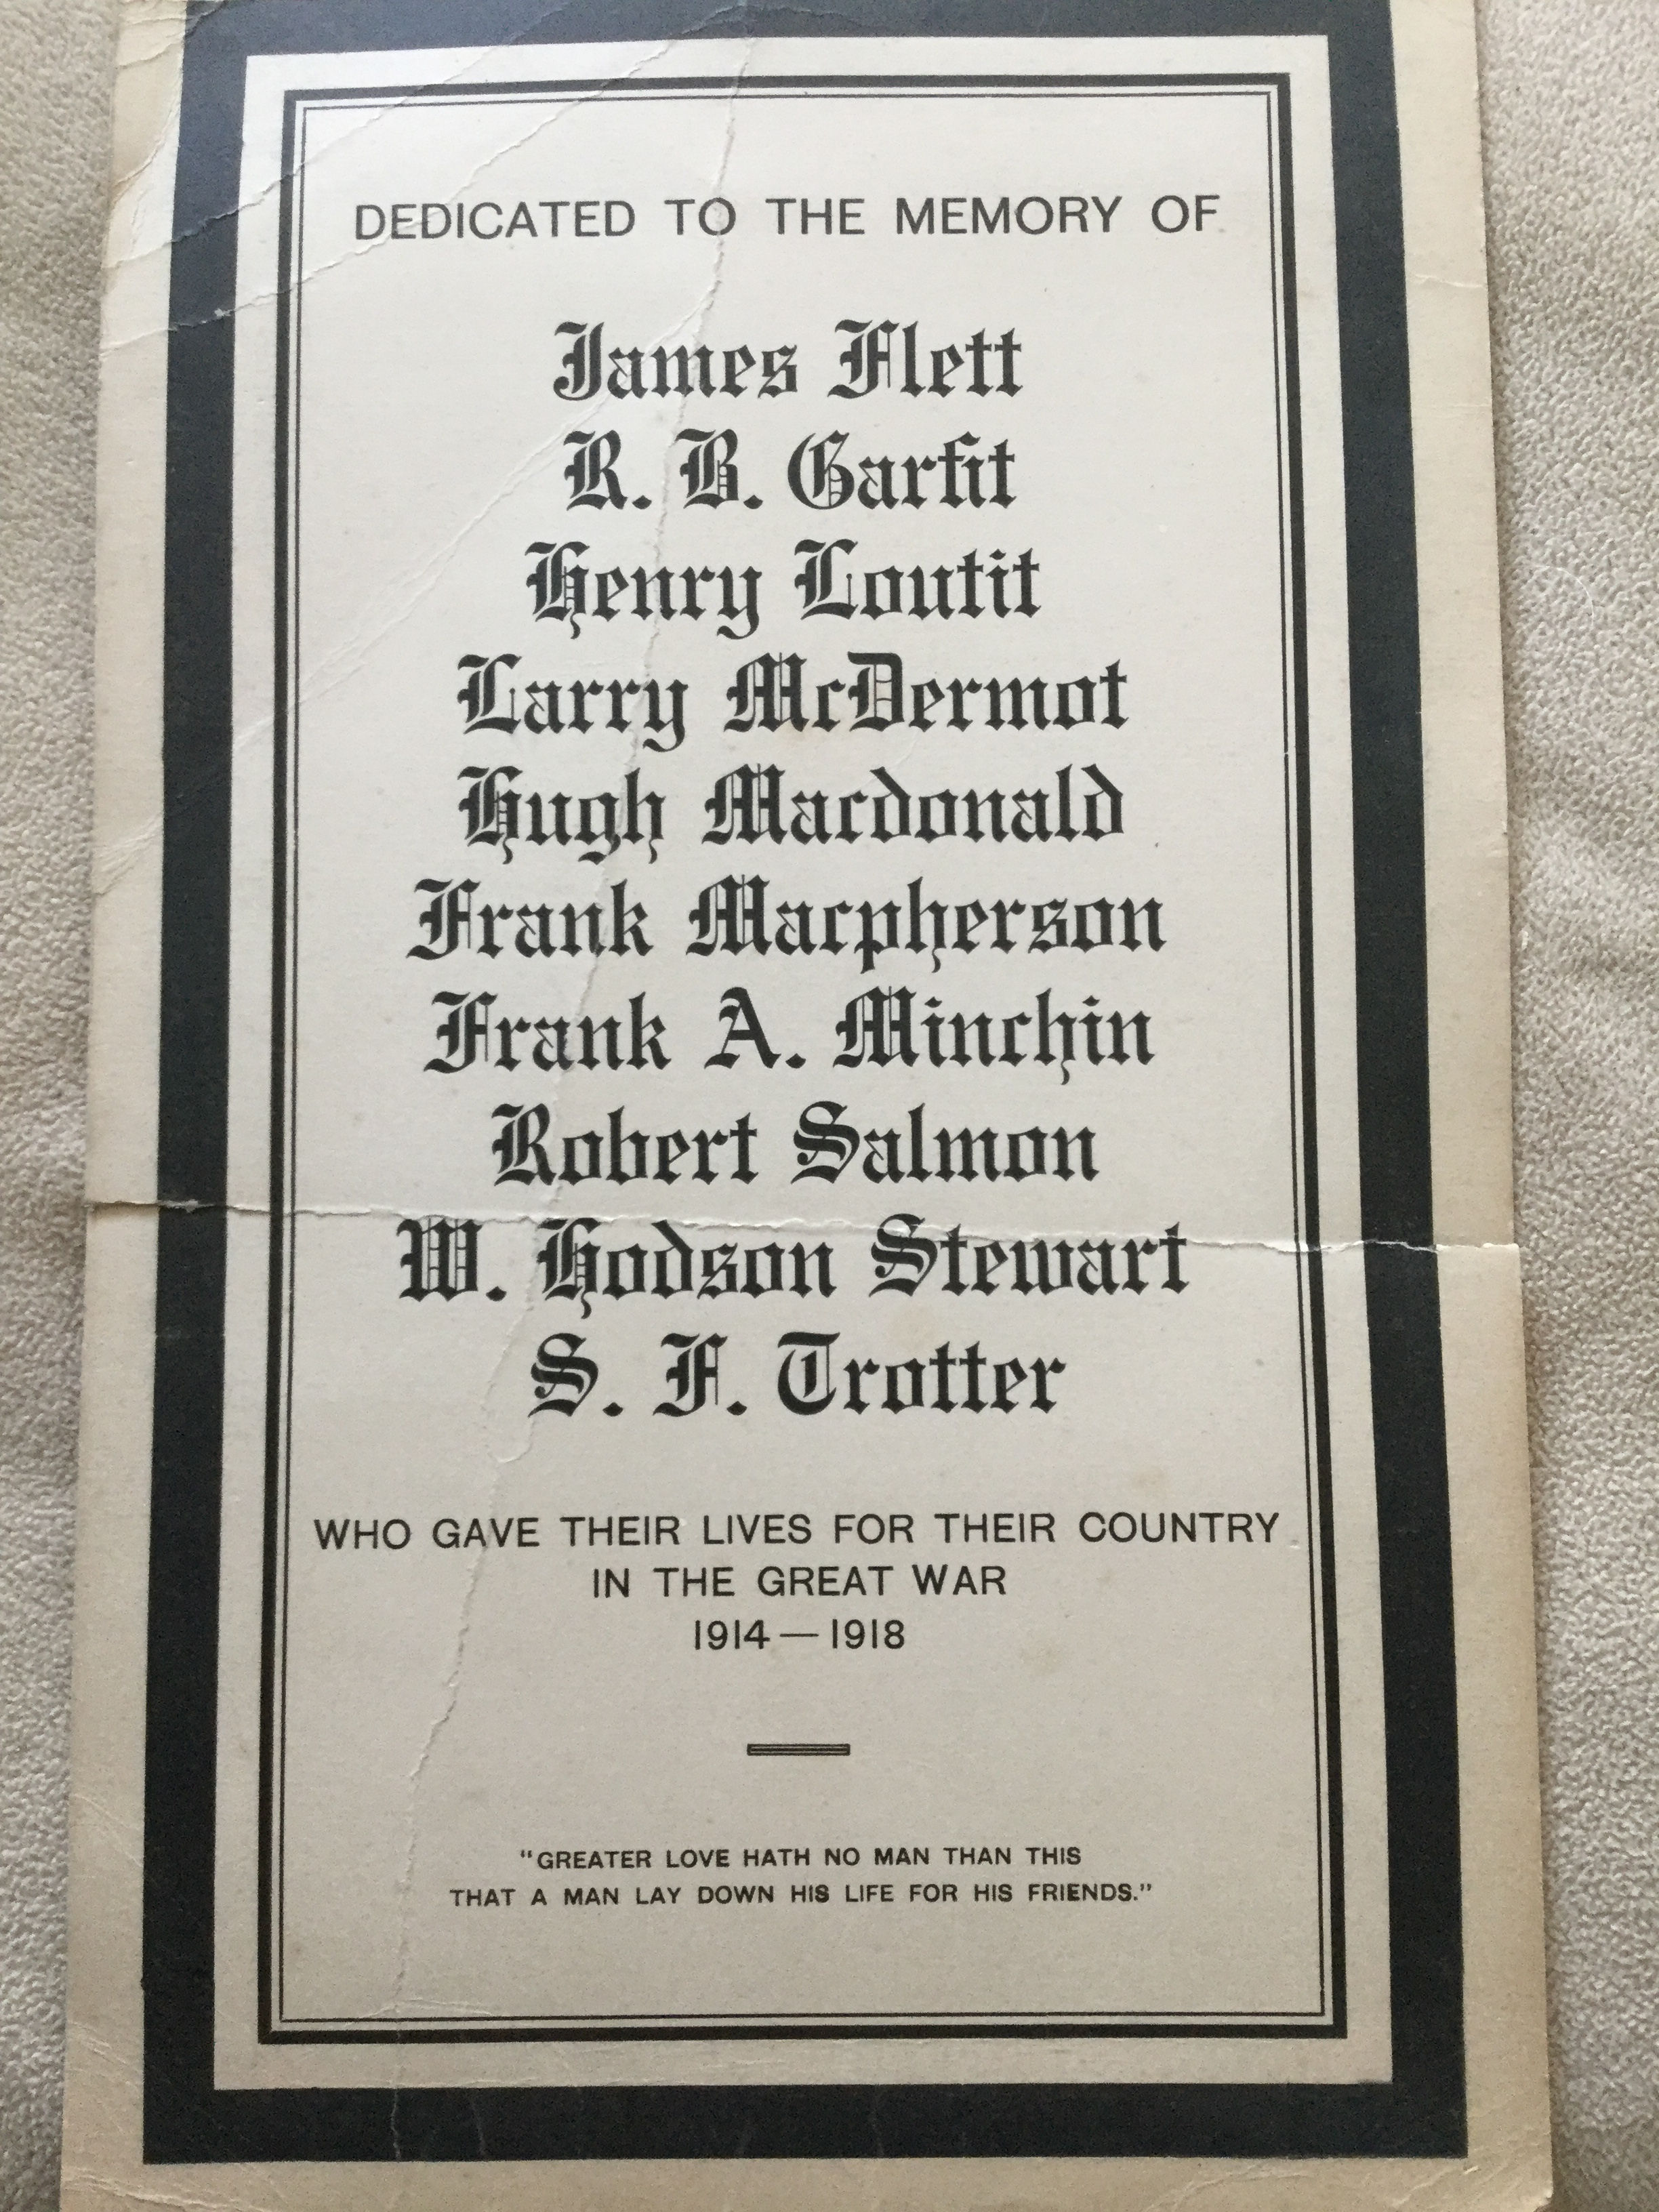 DEDICATED TO THE MEMORY OF
James Flett
R. B. Garfit
Henry Loutit
Larry McDermot
Hugh Macdonald
Frank Macpherson
Frank A. Minchin
Robert Salmon
W. Hodson Stewart
S. F. Trotter
WHO GAVE THEIR LIVES FOR THEIR COUNTRY
IN THE GREAT WAR
1914—1918
"GREATER LOVE HATH NO MAN THAN THIS
THAT A MAN LAY DOWN HIS LIFE FOR HIS FRIENDS."